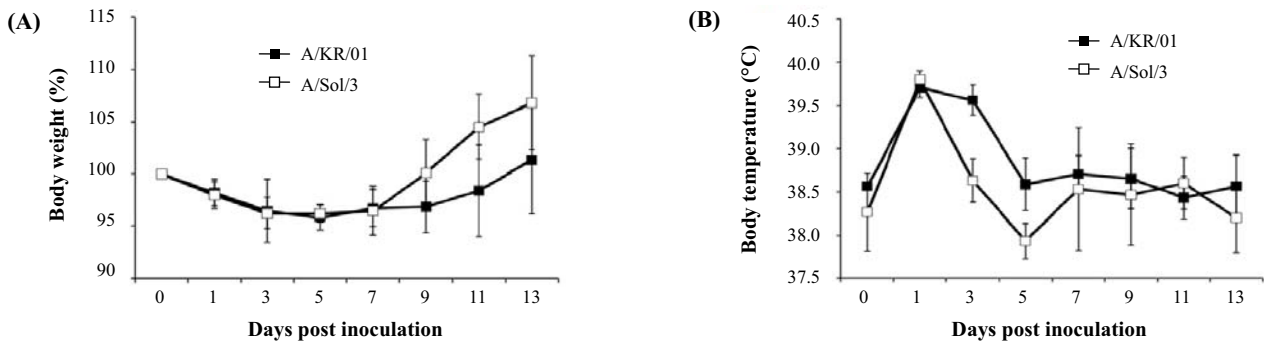 (A)
Body weight (%)
115
110
105
100
95
90
A/KR/01
A/Sol/3
0 1 3 5 7 9 11 13
Days post inoculation
(B)
Body temperature (°C)
40.5
40.0
39.5
39.0
38.5
38.0
37.5
A/KR/01
A/Sol/3
0 1 3 5 7 9 11 13
Days post inoculation